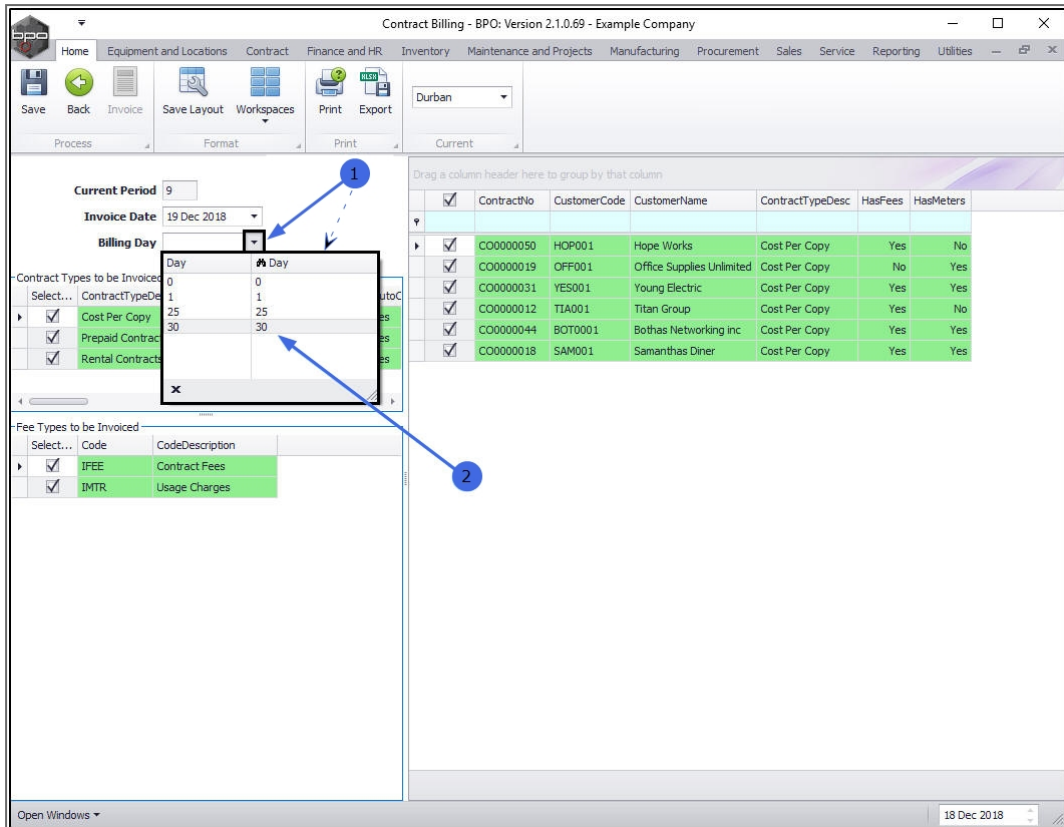 bpo
Contract Billing - BPO: Version 2.1.0.69 - Example Company
Home Equipment and Locations Contract Finance and HR Inventory Maintenance and Projects Manufacturing Procurement Sales Service Reporting Utilities
Save Back Invoice Save Layout Workspaces Print Export
XLSX
Durban
Process Format Print Current
Current Period 9
Invoice Date 19 Dec 2018
Billing Day
1
Day Day
0 0
1 1
25 25
30 30
x
2
Contract Types to be Invoiced
Select... ContractTypeDe utoC
Cost Per Copy es
Prepaid Contrac es
Rental Contracts es
Fee Types to be Invoiced
Select... Code CodeDescription
IFEE Contract Fees
IMTR Usage Charges
Drag a column header here to group by that column
ContractNo CustomerCode CustomerName ContractTypeDesc HasFees HasMeters
CO0000050 HOP001 Hope Works Cost Per Copy Yes No
CO0000019 OFF001 Office Supplies Unlimited Cost Per Copy No Yes
CO0000031 YES001 Young Electric Cost Per Copy Yes Yes
CO0000012 TIA001 Titan Group Cost Per Copy Yes No
CO0000044 BOT0001 Bothas Networking inc Cost Per Copy Yes Yes
CO0000018 SAM001 Samanthas Diner Cost Per Copy Yes Yes
Open Windows
18 Dec 2018